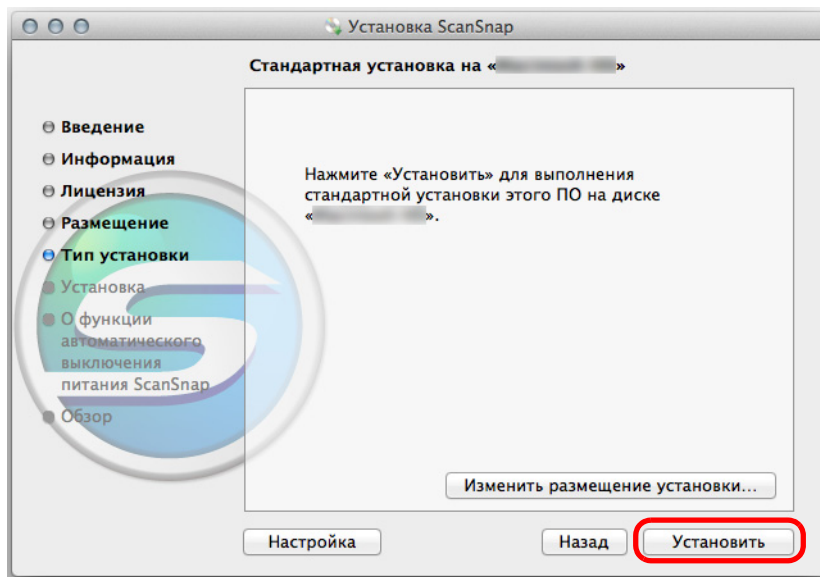 Установка ScanSnap
Стандартная установка на « »
Введение
Информация
Лицензия
Размещение
Тип установки
Установка
О функции
автоматического
выключения
питания ScanSnap
Обзор
Нажмите «Установить» для выполнения
стандартной установки этого ПО на диске
« ».
Изменить размещение установки...
Настройка
Назад
Установить